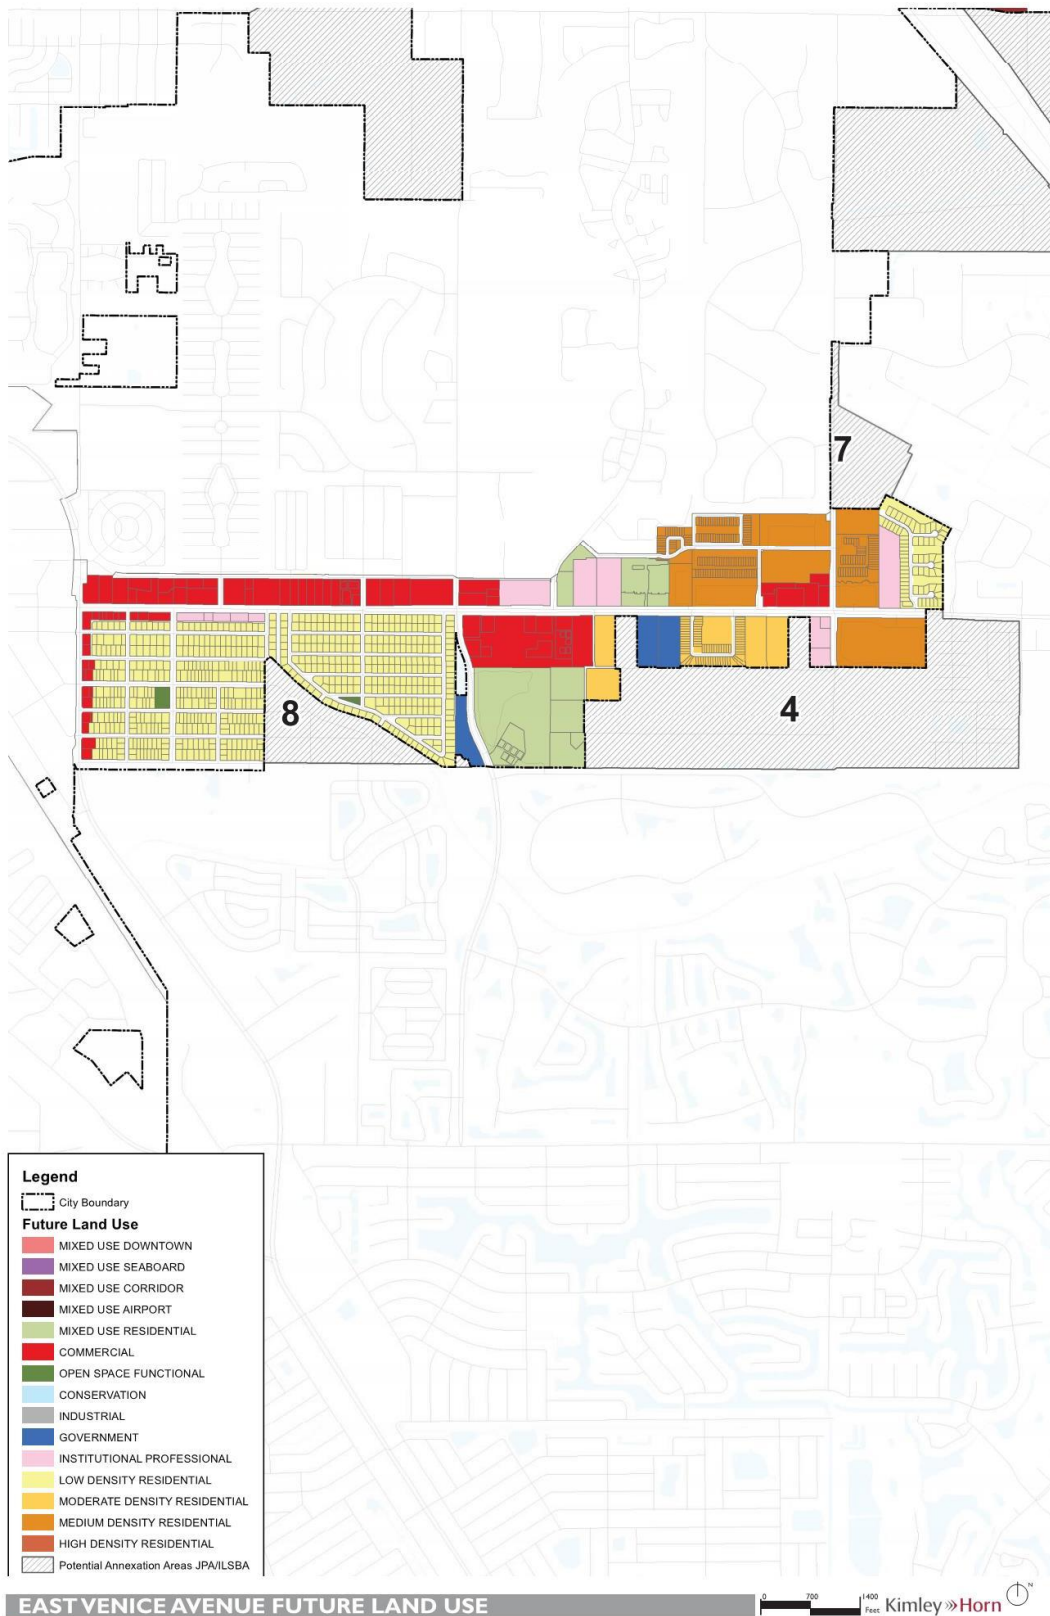 7
8
4
Legend
City Boundary
Future Land Use
MIXED USE DOWNTOWN
MIXED USE SEABOARD
MIXED USE CORRIDOR
MIXED USE AIRPORT
MIXED USE RESIDENTIAL
COMMERCIAL
OPEN SPACE FUNCTIONAL
CONSERVATION
INDUSTRIAL
GOVERNMENT
INSTITUTIONAL PROFESSIONAL
LOW DENSITY RESIDENTIAL
MODERATE DENSITY RESIDENTIAL
MEDIUM DENSITY RESIDENTIAL
HIGH DENSITY RESIDENTIAL
Potential Annexation Areas JPA/ILSBA
EAST VENICE AVENUE FUTURE LAND USE
0 700 1400
Feet
Kimley»Horn
N